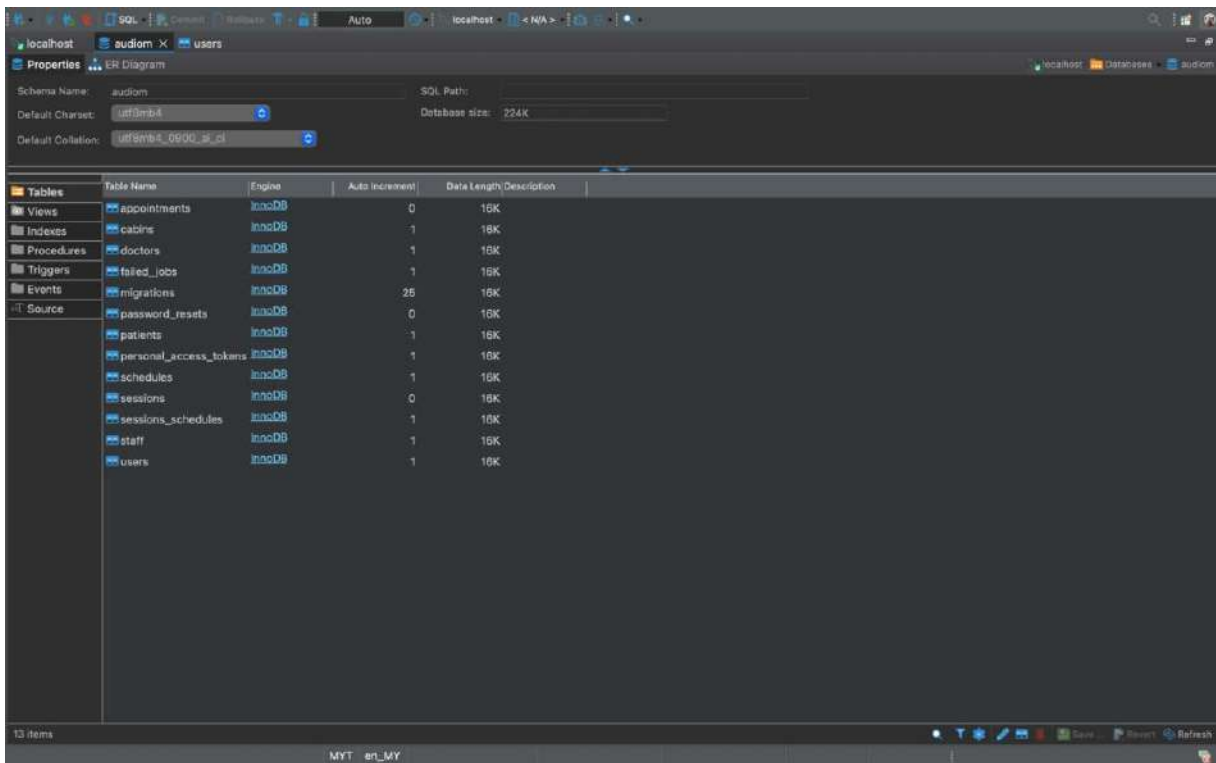 SQL Commit Rollback Auto localhost < N/A >
localhost audiom users
Properties ER Diagram localhost Databases audiom
Schema Name: audiom SQL Path:
Default Charset: utf8mb4 Database size: 224K
Default Collation: utf8mb4_0900_ai_ci
Tables
Views
Indexes
Procedures
Triggers
Events
Source
Table Name Engine Auto Increment Data Length Description
appointments InnoDB 0 16K
cabins InnoDB 1 16K
doctors InnoDB 1 16K
failed_jobs InnoDB 1 16K
migrations InnoDB 25 16K
password_resets InnoDB 0 16K
patients InnoDB 1 16K
personal_access_tokens InnoDB 1 16K
schedules InnoDB 1 16K
sessions InnoDB 0 16K
sessions_schedules InnoDB 1 16K
staff InnoDB 1 16K
users InnoDB 1 16K
13 items Save ... Revert Refresh
MYT en_MY